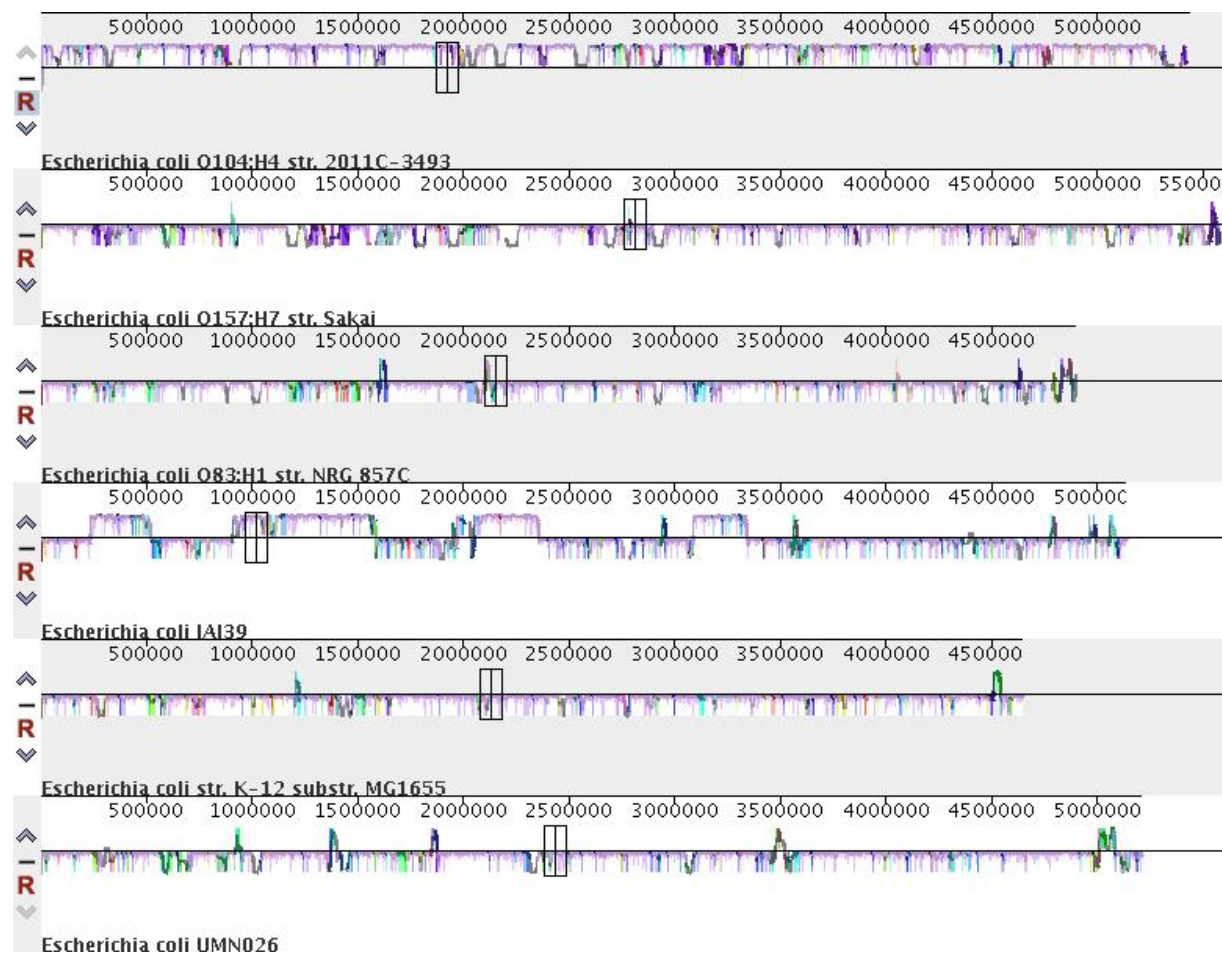 500000 1000000 1500000 2000000 2500000 3000000 3500000 4000000 4500000 5000000
R
Escherichia coli O104:H4 str. 2011C-3493
500000 1000000 1500000 2000000 2500000 3000000 3500000 4000000 4500000 5000000 55000
R
Escherichia coli O157:H7 str. Sakai
500000 1000000 1500000 2000000 2500000 3000000 3500000 4000000 4500000
R
Escherichia coli O83:H1 str. NRG 857C
500000 1000000 1500000 2000000 2500000 3000000 3500000 4000000 4500000 500000
R
Escherichia coli IAI39
500000 1000000 1500000 2000000 2500000 3000000 3500000 4000000 450000
R
Escherichia coli str. K-12 substr. MG1655
500000 1000000 1500000 2000000 2500000 3000000 3500000 4000000 4500000 5000000
R
Escherichia coli UMN026